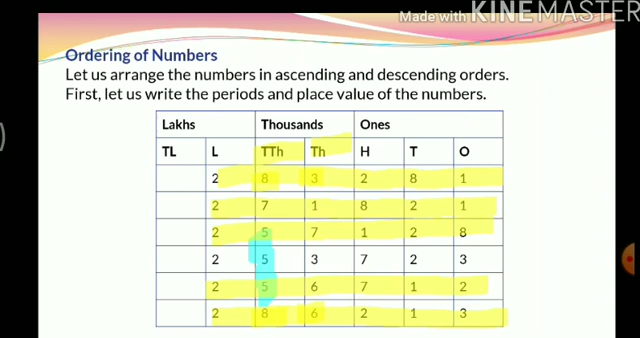 Made with KINEMASTER
Ordering of Numbers
Let us arrange the numbers in ascending and descending orders.
First, let us write the periods and place value of the numbers.
Lakhs Thousands Ones
TL L TTh Th H T O
2 8 3 2 8 1
2 7 1 8 2 1
2 5 7 1 2 8
2 5 3 7 2 3
2 5 6 7 1 2
2 8 6 2 1 3